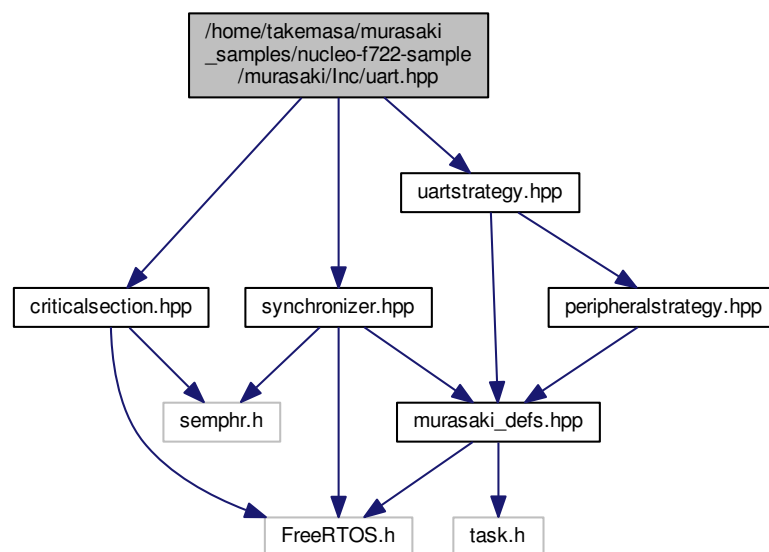 /home/takemasa/murasaki
_samples/nucleo-f722-sample
/murasaki/Inc/uart.hpp
uartstrategy.hpp
criticalsection.hpp
synchronizer.hpp
peripheralstrategy.hpp
semphr.h
murasaki_defs.hpp
FreeRTOS.h
task.h